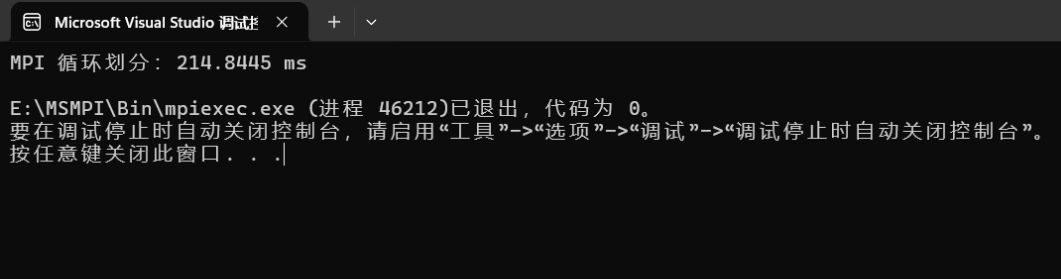 Microsoft Visual Studio 调试控
MPI 循环划分: 214.8445 ms
E:\MSMPI\Bin\mpiexec.exe (进程 46212)已退出，代码为 0。
要在调试停止时自动关闭控制台，请启用“工具”->“选项”->“调试”->“调试停止时自动关闭控制台”。
按任意键关闭此窗口. . .